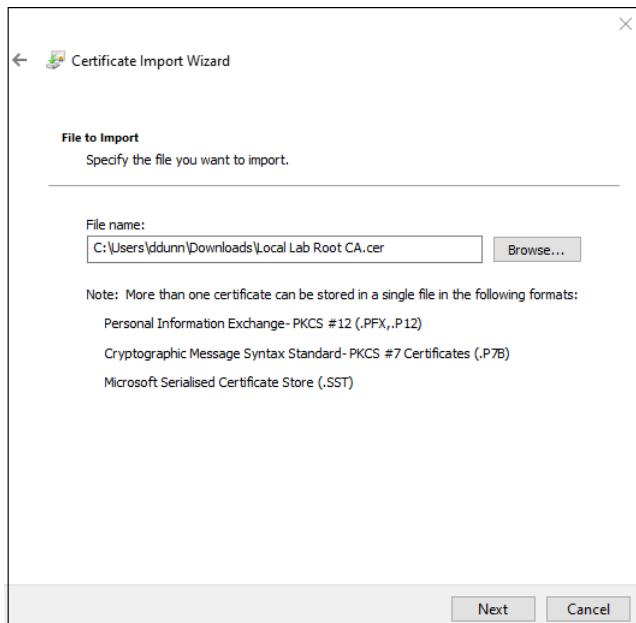 Certificate Import Wizard
File to Import
Specify the file you want to import.
File name:
C:\Users\ddunn\Downloads\Local Lab Root CA.cer
Browse...
Note: More than one certificate can be stored in a single file in the following formats:
Personal Information Exchange- PKCS #12 (.PFX,.P12)
Cryptographic Message Syntax Standard- PKCS #7 Certificates (.P7B)
Microsoft Serialised Certificate Store (.SST)
Next
Cancel